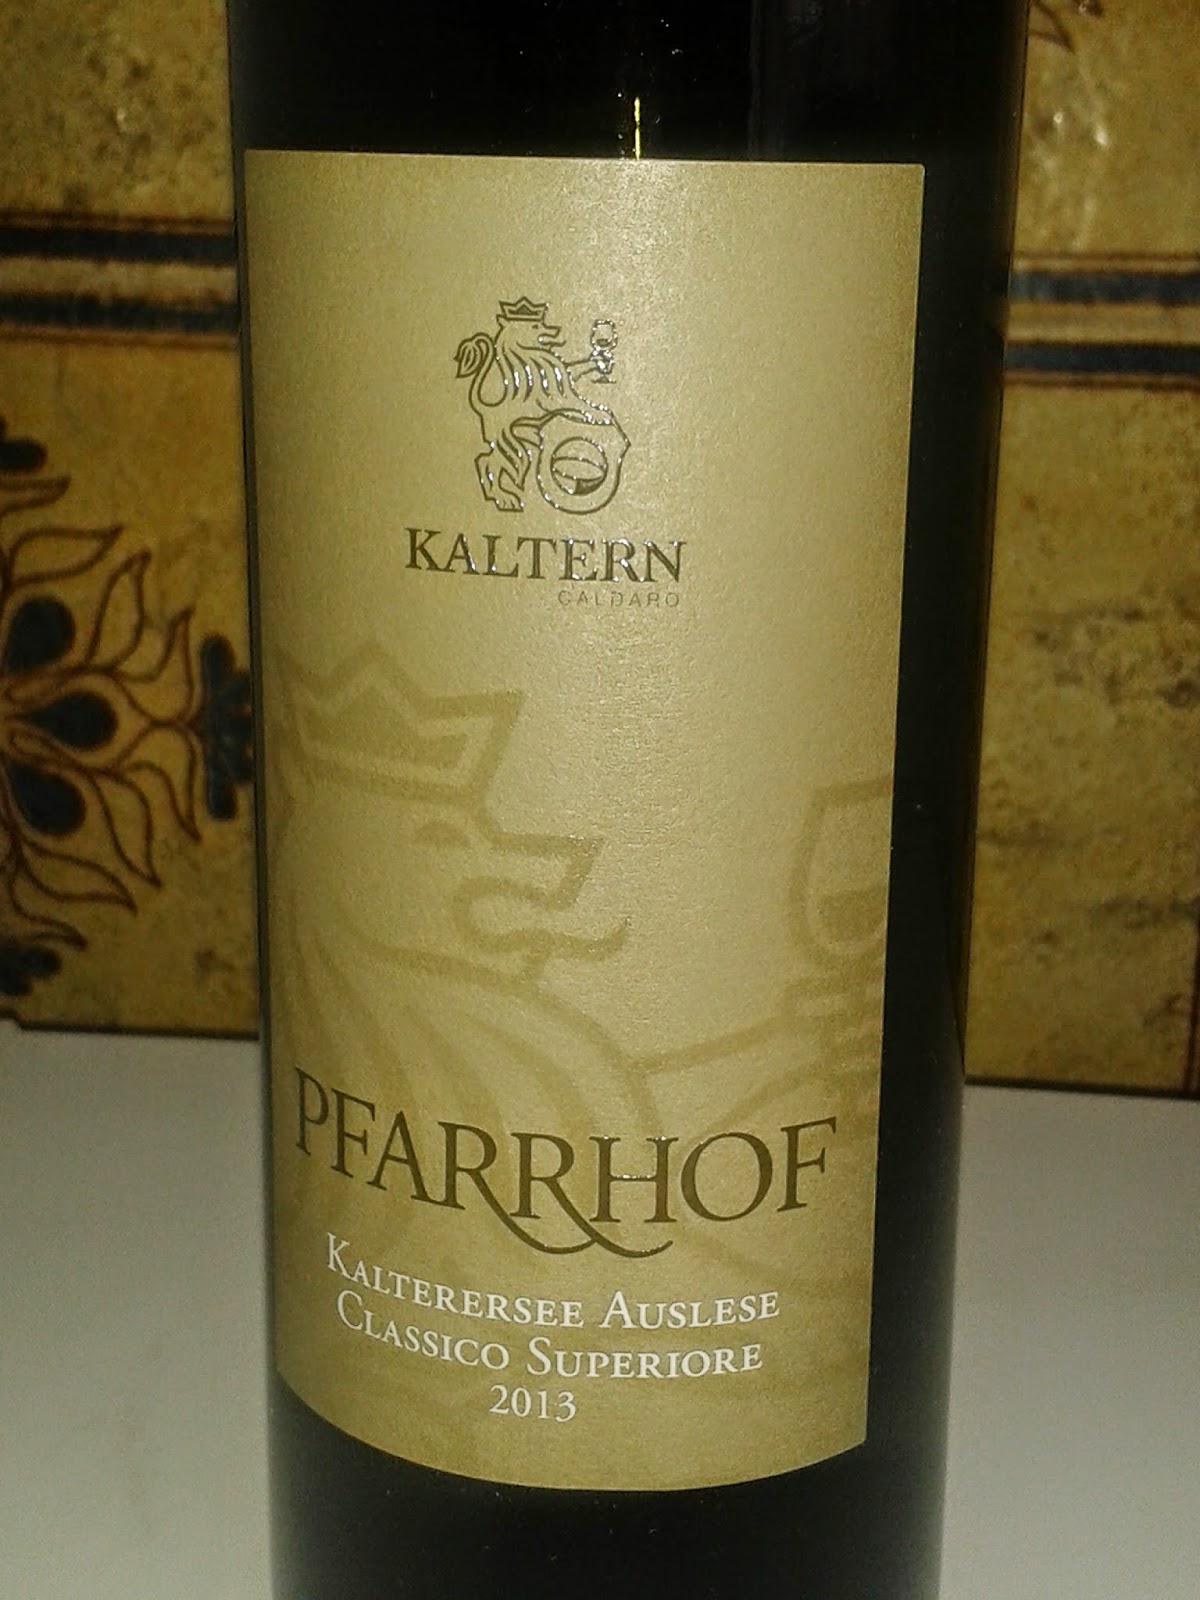 KALTERN
CALDARO
PFARRHOF
KALTERERSEE AUSLESE
CLASSICO SUPERIORE
2013